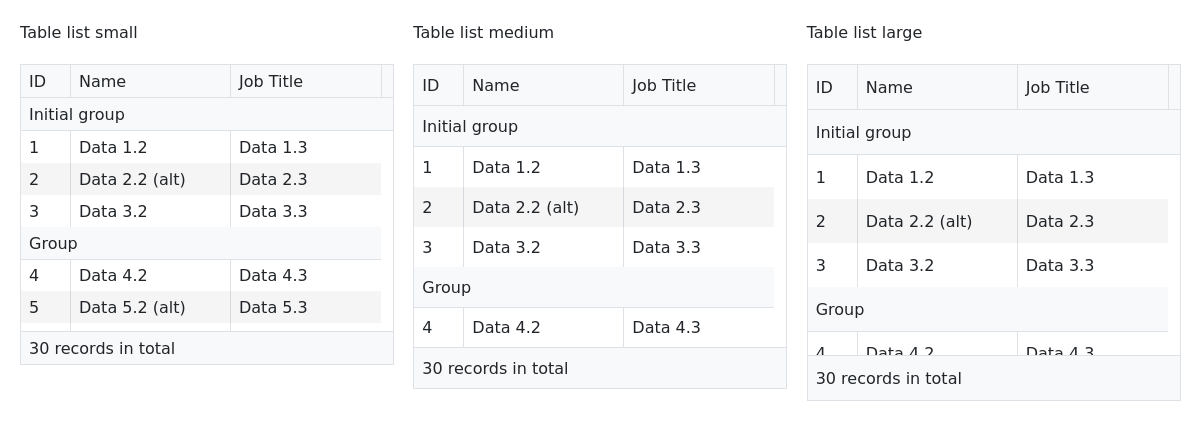 Table list small
ID Name Job Title
Initial group
1 Data 1.2 Data 1.3
2 Data 2.2 (alt) Data 2.3
3 Data 3.2 Data 3.3
Group
4 Data 4.2 Data 4.3
5 Data 5.2 (alt) Data 5.3
30 records in total
Table list medium
ID Name Job Title
Initial group
1 Data 1.2 Data 1.3
2 Data 2.2 (alt) Data 2.3
3 Data 3.2 Data 3.3
Group
4 Data 4.2 Data 4.3
30 records in total
Table list large
ID Name Job Title
Initial group
1 Data 1.2 Data 1.3
2 Data 2.2 (alt) Data 2.3
3 Data 3.2 Data 3.3
Group
4 Data 4.2 Data 4.3
30 records in total